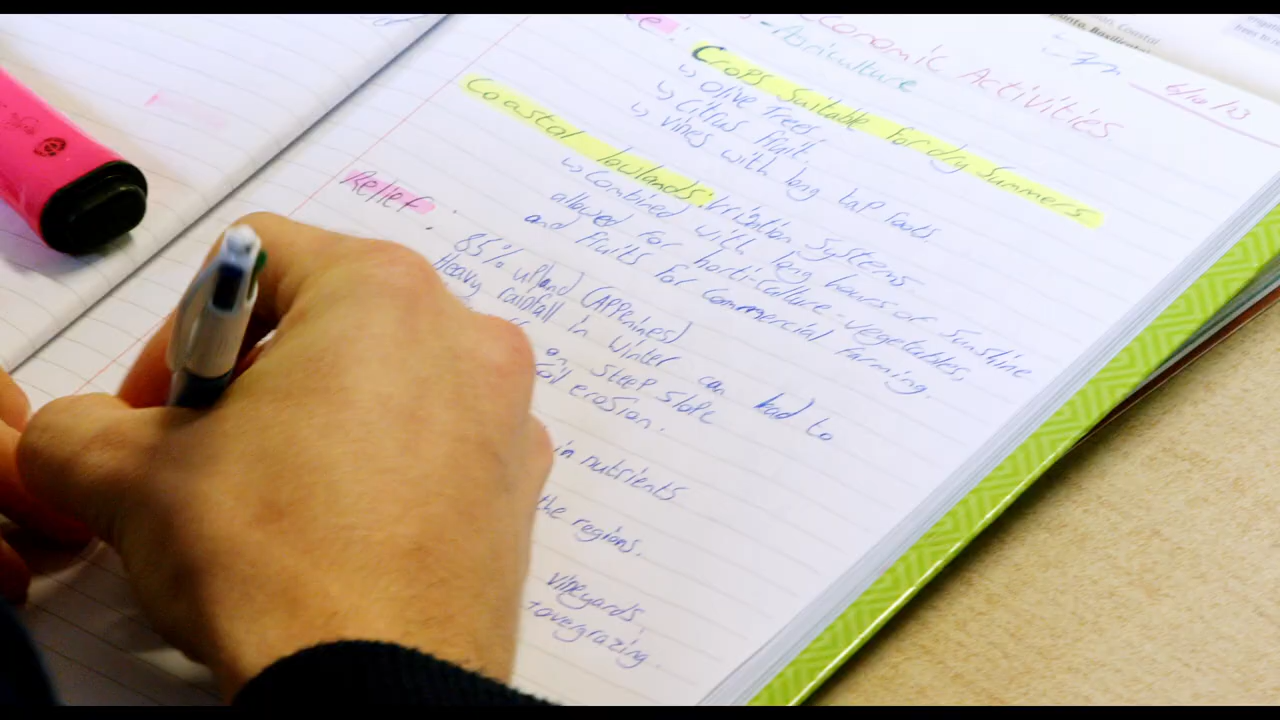 6/10/23
Economic Activities
-Agriculture
Crops Suitable for dry Summers
↳ Olive Trees
↳ Citrus fruit.
↳ Vines with long tap roots.
Coastal lowlands: Irrigation Systems
↳ Combined with long hours of Sunshine
allowed for horti-culture-vegetables,
and fruits for Commercial farming.
Relief
. 85% upland (Appenines)
Heavy rainfall in winter can lead to
on steep slope
soil erosion.
in nutrients
the regions.
vineyards
+overgrazing.